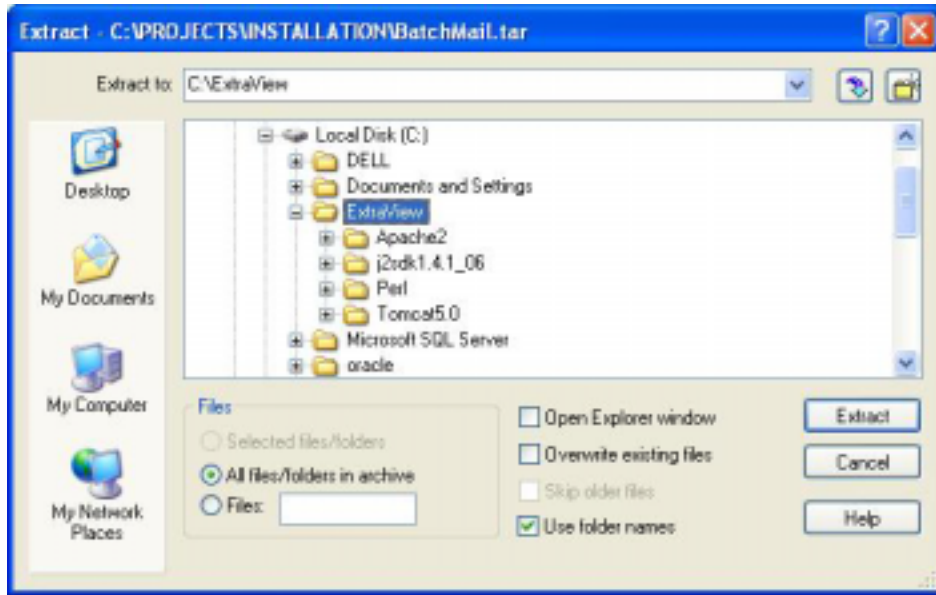 Extract - C:\PROJECTS\INSTALLATION\BatchMail.tar
Extract to: C:\ExtraView
Desktop
My Documents
My Computer
My Network
Places
Local Disk (C:)
DELL
Documents and Settings
ExtraView
Apache2
j2sdk1.4.1_06
Perl
Tomcat5.0
Microsoft SQL Server
oracle
Files
Selected files/folders
All files/folders in archive
Files:
Open Explorer window
Overwrite existing files
Skip older files
Use folder names
Extract
Cancel
Help